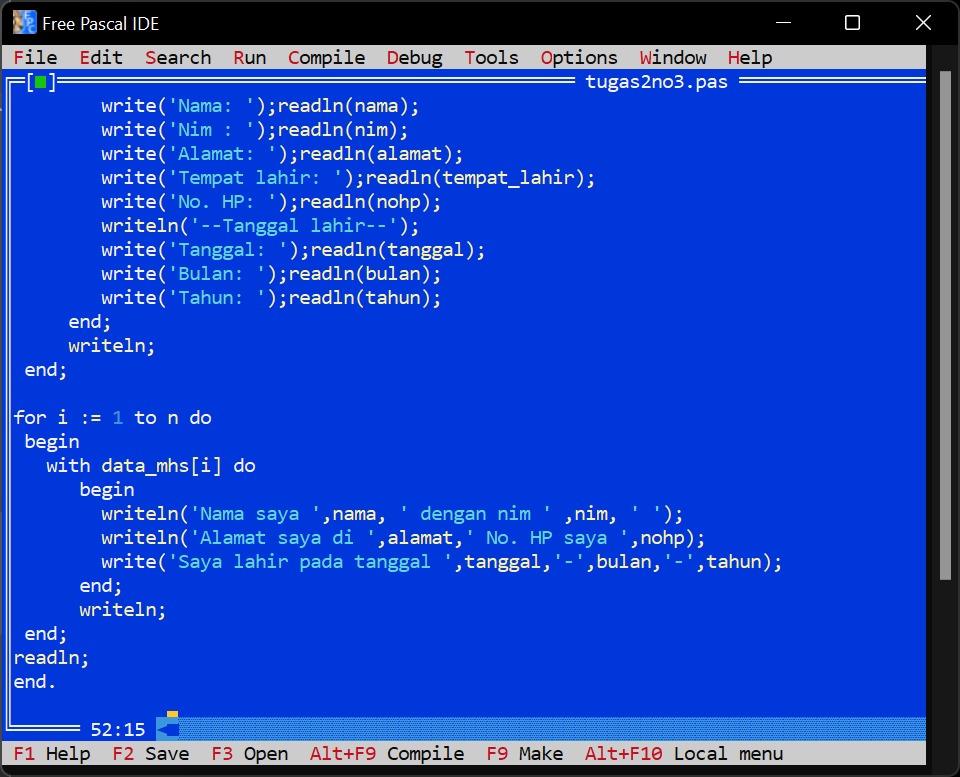 Free Pascal IDE
File Edit Search Run Compile Debug Tools Options Window Help
tugas2no3.pas
write('Nama: ');readln(nama);
write('Nim : ');readln(nim);
write('Alamat: ');readln(alamat);
write('Tempat lahir: ');readln(tempat_lahir);
write('No. HP: ');readln(nohp);
writeln('--Tanggal lahir--');
write('Tanggal: ');readln(tanggal);
write('Bulan: ');readln(bulan);
write('Tahun: ');readln(tahun);
end;
writeln;
end;
for i := 1 to n do
begin
with data_mhs[i] do
begin
writeln('Nama saya ',nama, ' dengan nim ' ,nim, ' ');
writeln('Alamat saya di ',alamat,' No. HP saya ',nohp);
write('Saya lahir pada tanggal ',tanggal,'-',bulan,'-',tahun);
end;
writeln;
end;
readln;
end.
52:15
F1 Help F2 Save F3 Open Alt+F9 Compile F9 Make Alt+F10 Local menu